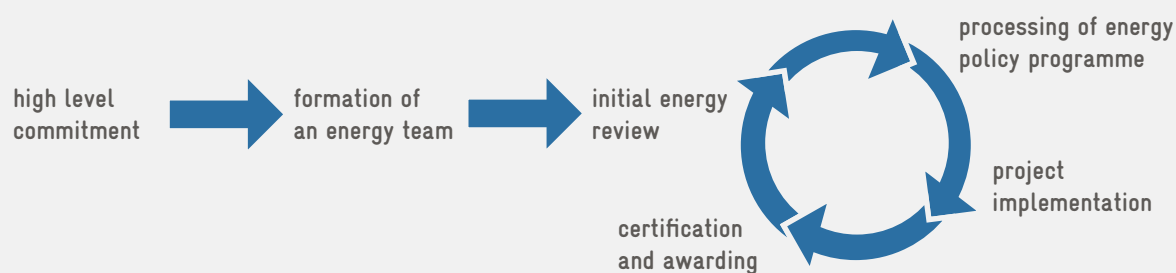 high level
commitment
formation of
an energy team
initial energy
review
processing of energy
policy programme
project
implementation
certification
and awarding